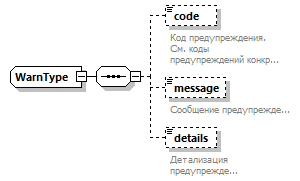 code
Код предупреждения.
См. коды
предупреждений конкр...
WarnType
message
Сообщение предупрежде...
details
Детализация
предупрежде...